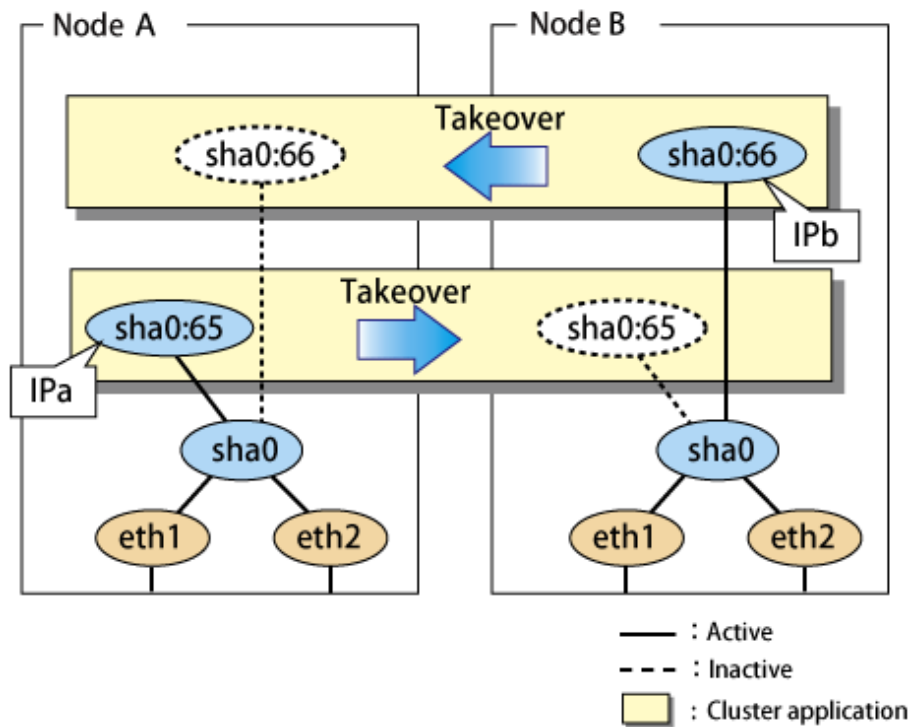 Node A
Node B
Takeover
sha0:66
sha0:66
IPb
Takeover
sha0:65
sha0:65
IPa
sha0
sha0
eth1
eth2
eth1
eth2
: Active
: Inactive
: Cluster application